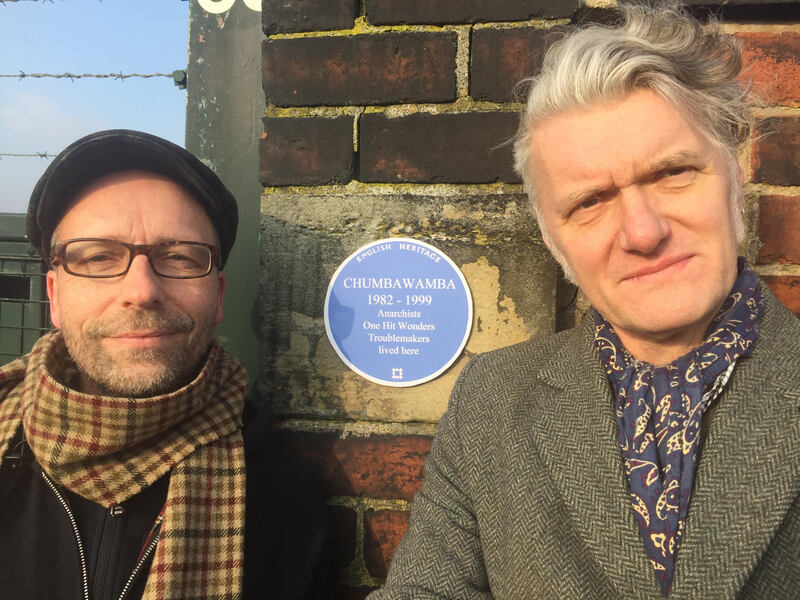 ENGLISH HERITAGE
CHUMBAWAMBA
1982 - 1999
Anarchists
One Hit Wonders
Troublemakers
lived here